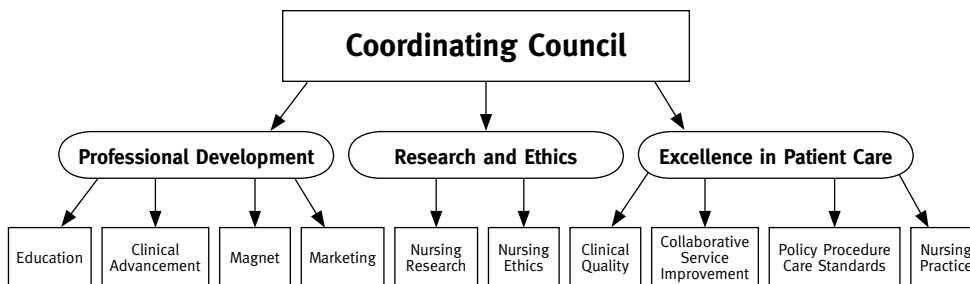 Coordinating Council
Professional Development
Research and Ethics
Excellence in Patient Care
Education
Clinical
Advancement
Magnet
Marketing
Nursing
Research
Nursing
Ethics
Clinical
Quality
Collaborative
Service
Improvement
Policy Procedure
Care Standards
Nursing
Practice